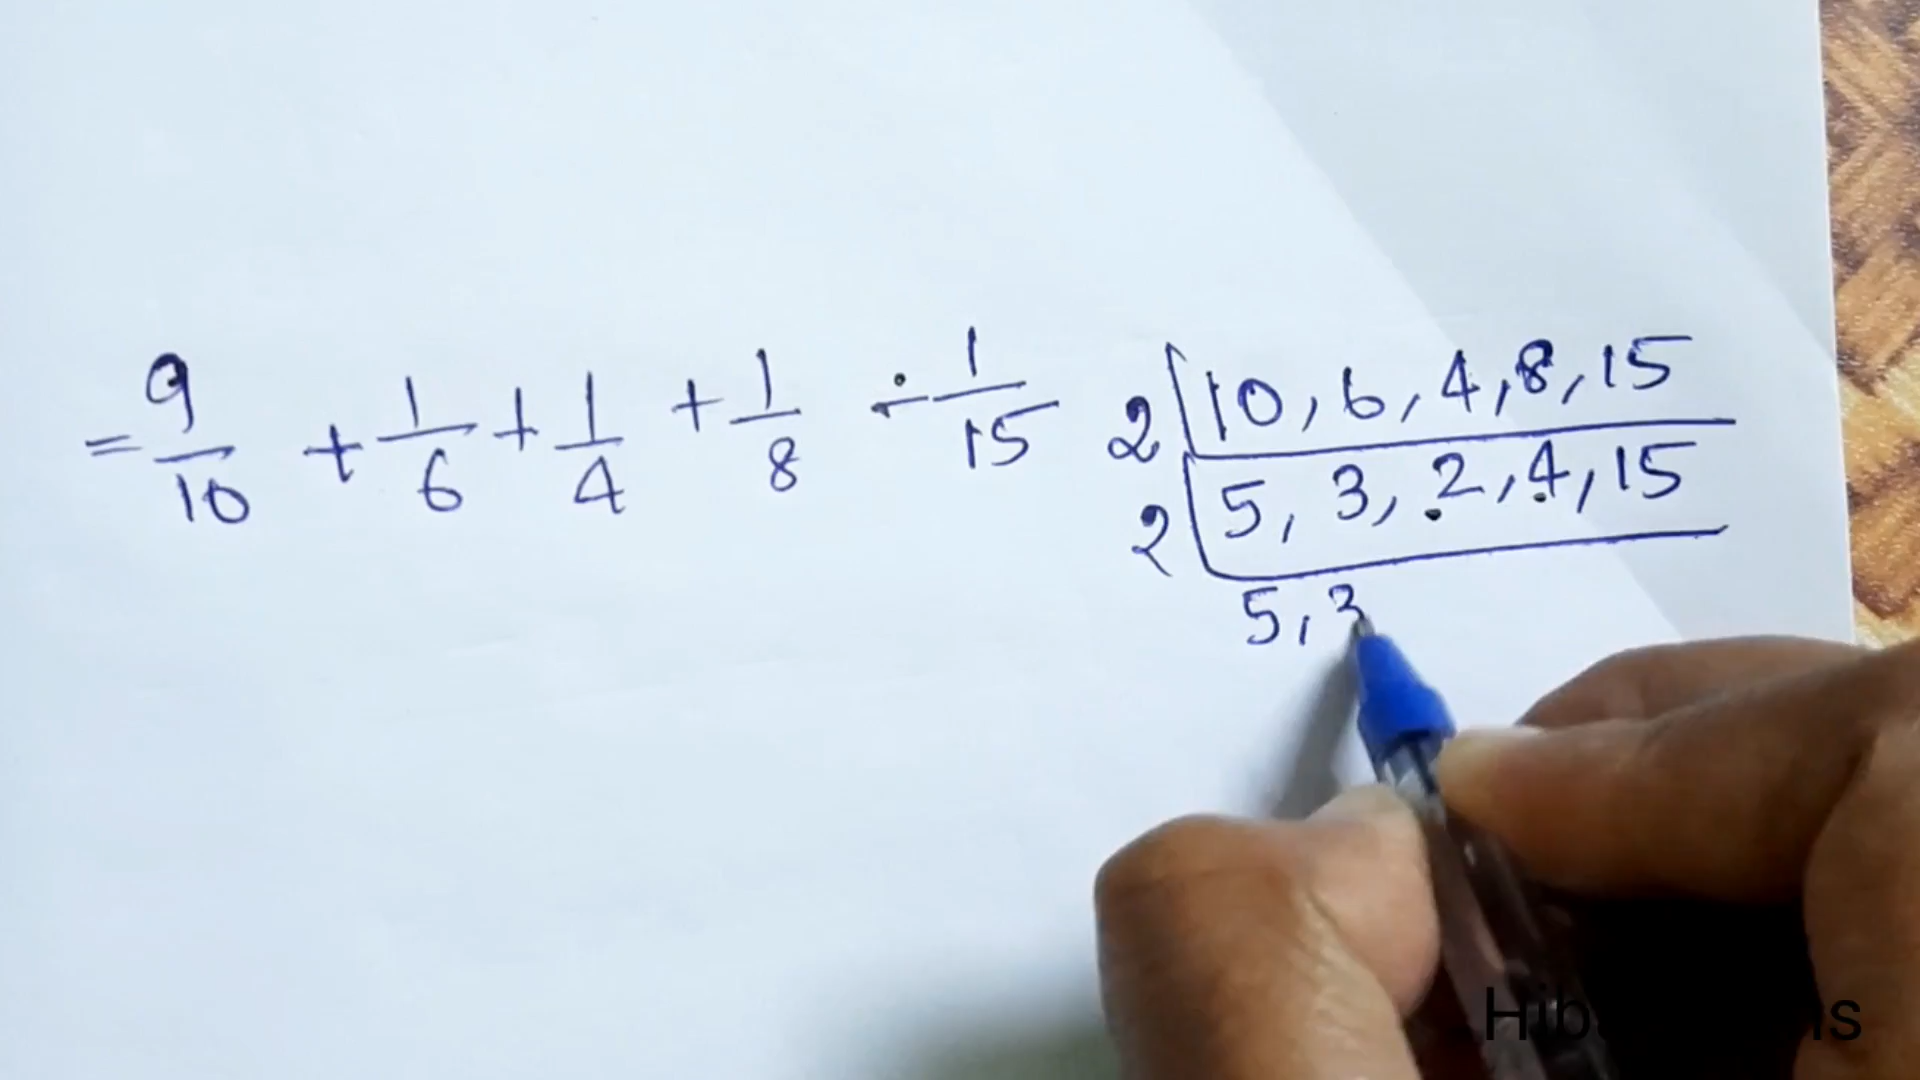 = 9/10 + 1/6 + 1/4 + 1/8 ÷ 1/15
2 | 10, 6, 4, 8, 15
2 | 5, 3, 2, 4, 15
5, 3